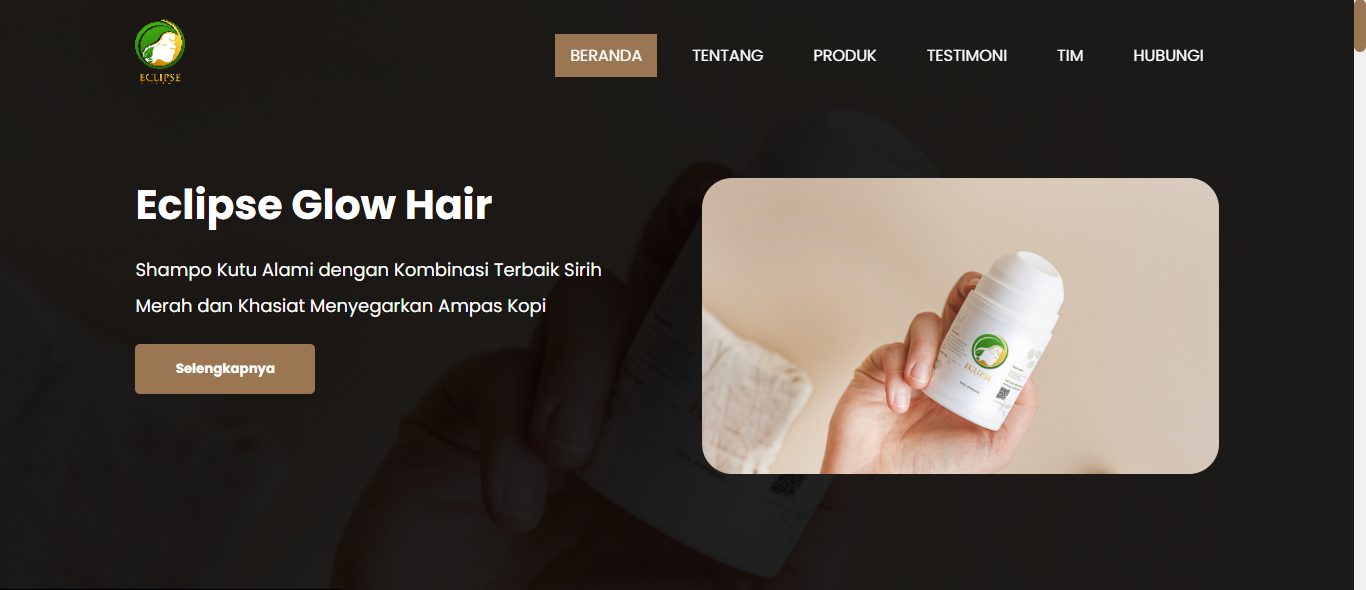 ECLIPSE
BERANDA TENTANG PRODUK TESTIMONI TIM HUBUNGI
Eclipse Glow Hair
Shampo Kutu Alami dengan Kombinasi Terbaik Sirih
Merah dan Khasiat Menyegarkan Ampas Kopi
Selengkapnya
ECLIPSE